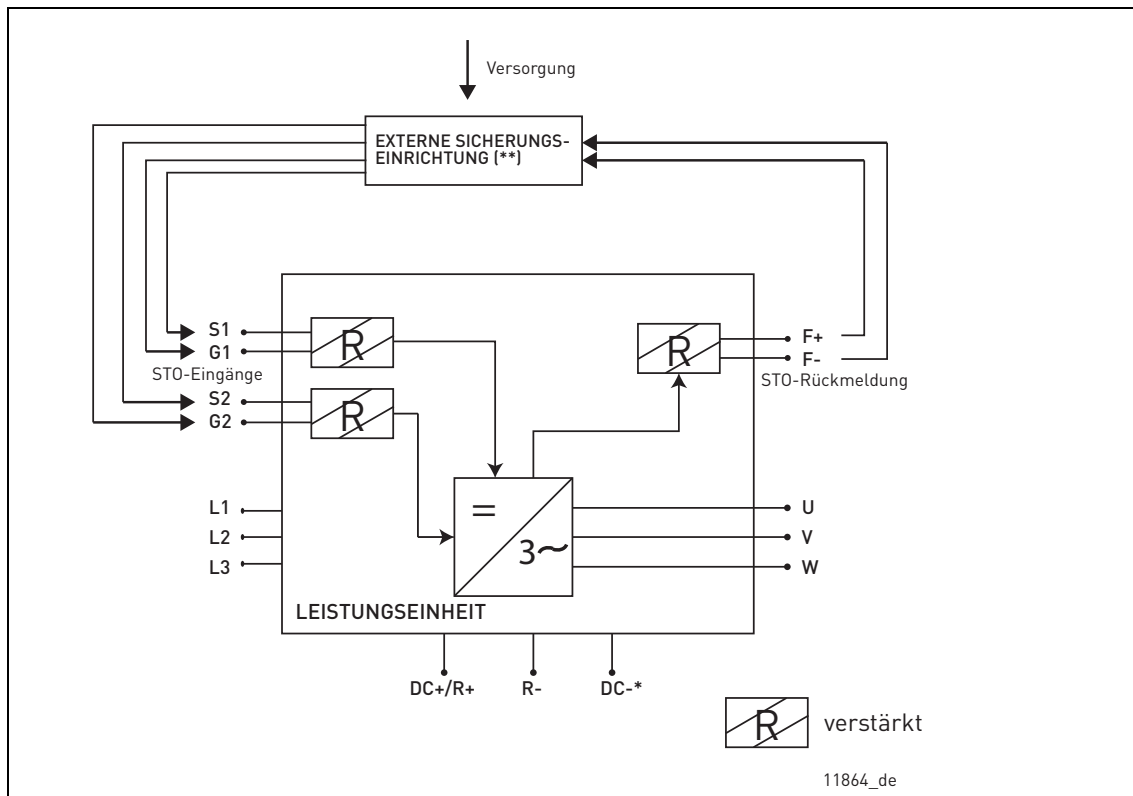 Versorgung
EXTERNE SICHERUNGS-
EINRICHTUNG (**)
S1
G1
STO-Eingänge
S2
G2
R
R
R
F+
F-
STO-Rückmeldung
L1
L2
L3
=
3~
U
V
W
LEISTUNGSEINHEIT
DC+/R+
R-
DC-*
R
verstärkt
11864_de